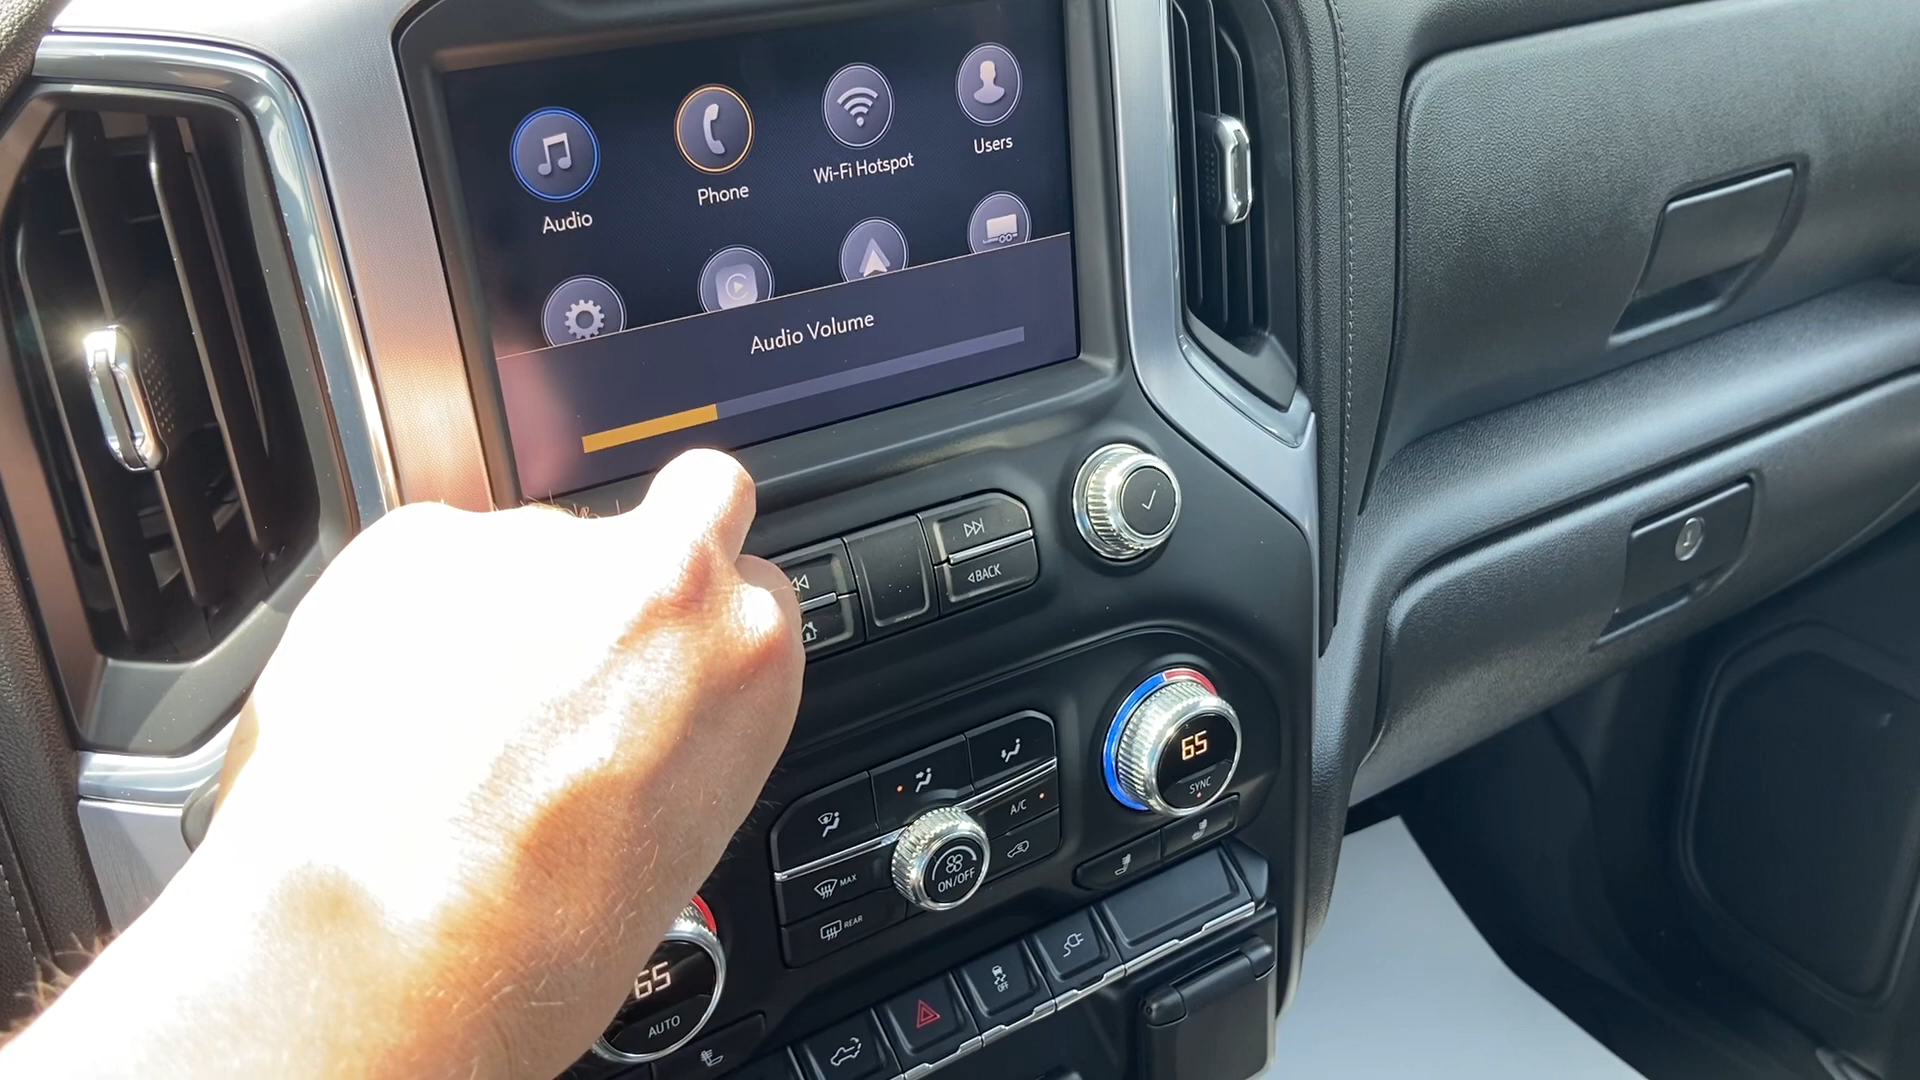 Audio
Phone
Wi-Fi Hotspot
Users
Audio Volume
BACK
65
SYNC
A/C
MAX
ON/OFF
REAR
65
AUTO
OFF